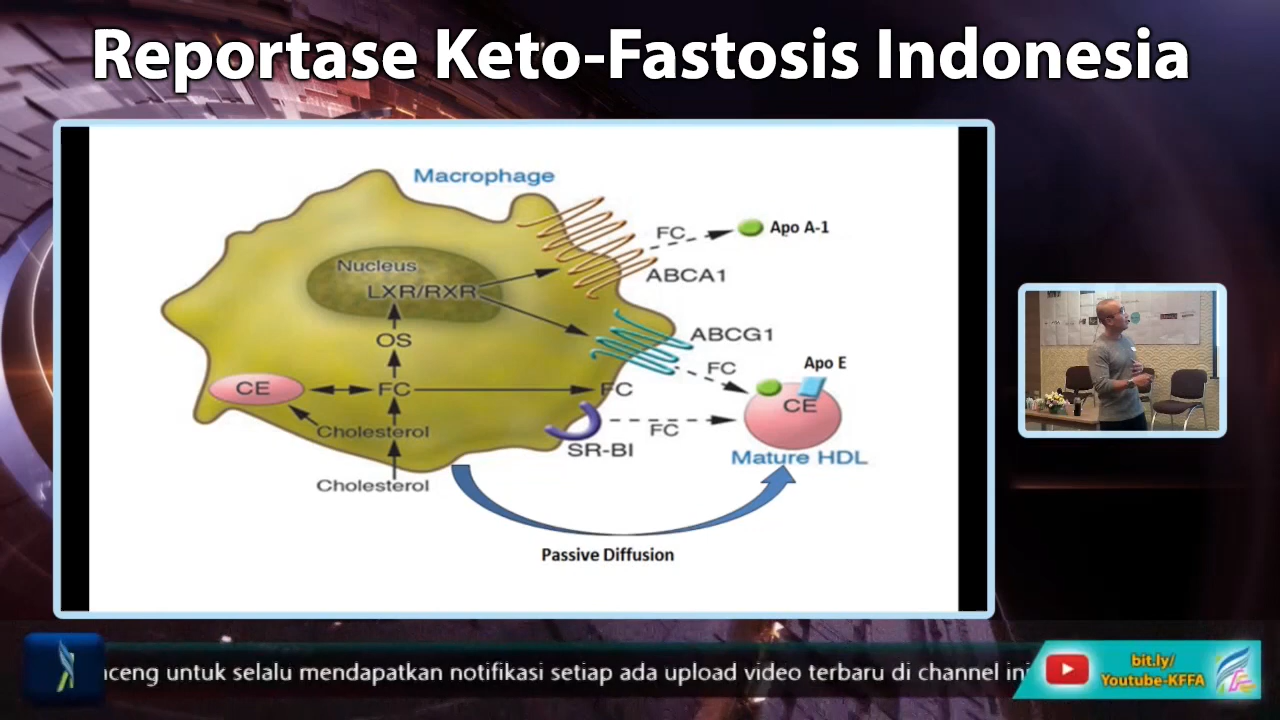 Reportase Keto-Fastosis Indonesia
Macrophage
FC
Apo A-1
Nucleus
LXR/RXR
ABCA1
OS
ABCG1
Apo E
FC
CE
FC
FC
CE
Cholesterol
FC
SR-BI
Mature HDL
Cholesterol
Passive Diffusion
untuk selalu mendapatkan notifikasi setiap ada upload video terbaru di channel ini
bit.ly/
Youtube-KFFA